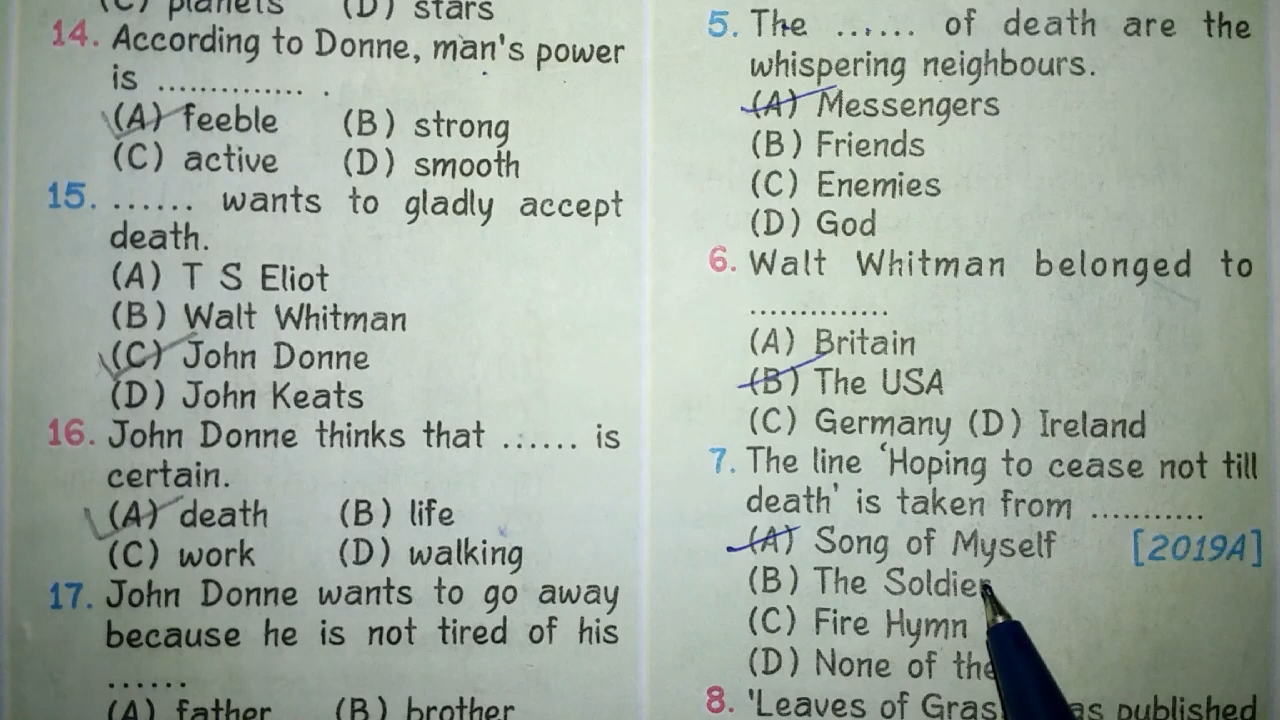 (C) planets (D) stars
14. According to Donne, man's power
is .............. .
(A) feeble (B) strong
(C) active (D) smooth
15. ...... wants to gladly accept
death.
(A) T S Eliot
(B) Walt Whitman
(C) John Donne
(D) John Keats
16. John Donne thinks that ...... is
certain.
(A) death (B) life
(C) work (D) walking
17. John Donne wants to go away
because he is not tired of his
......
(A) father (B) brother
5. The ...... of death are the
whispering neighbours.
(A) Messengers
(B) Friends
(C) Enemies
(D) God
6. Walt Whitman belonged to
..............
(A) Britain
(B) The USA
(C) Germany (D) Ireland
7. The line 'Hoping to cease not till
death' is taken from ...........
(A) Song of Myself [2019A]
(B) The Soldier
(C) Fire Hymn
(D) None of
8. 'Leaves of published